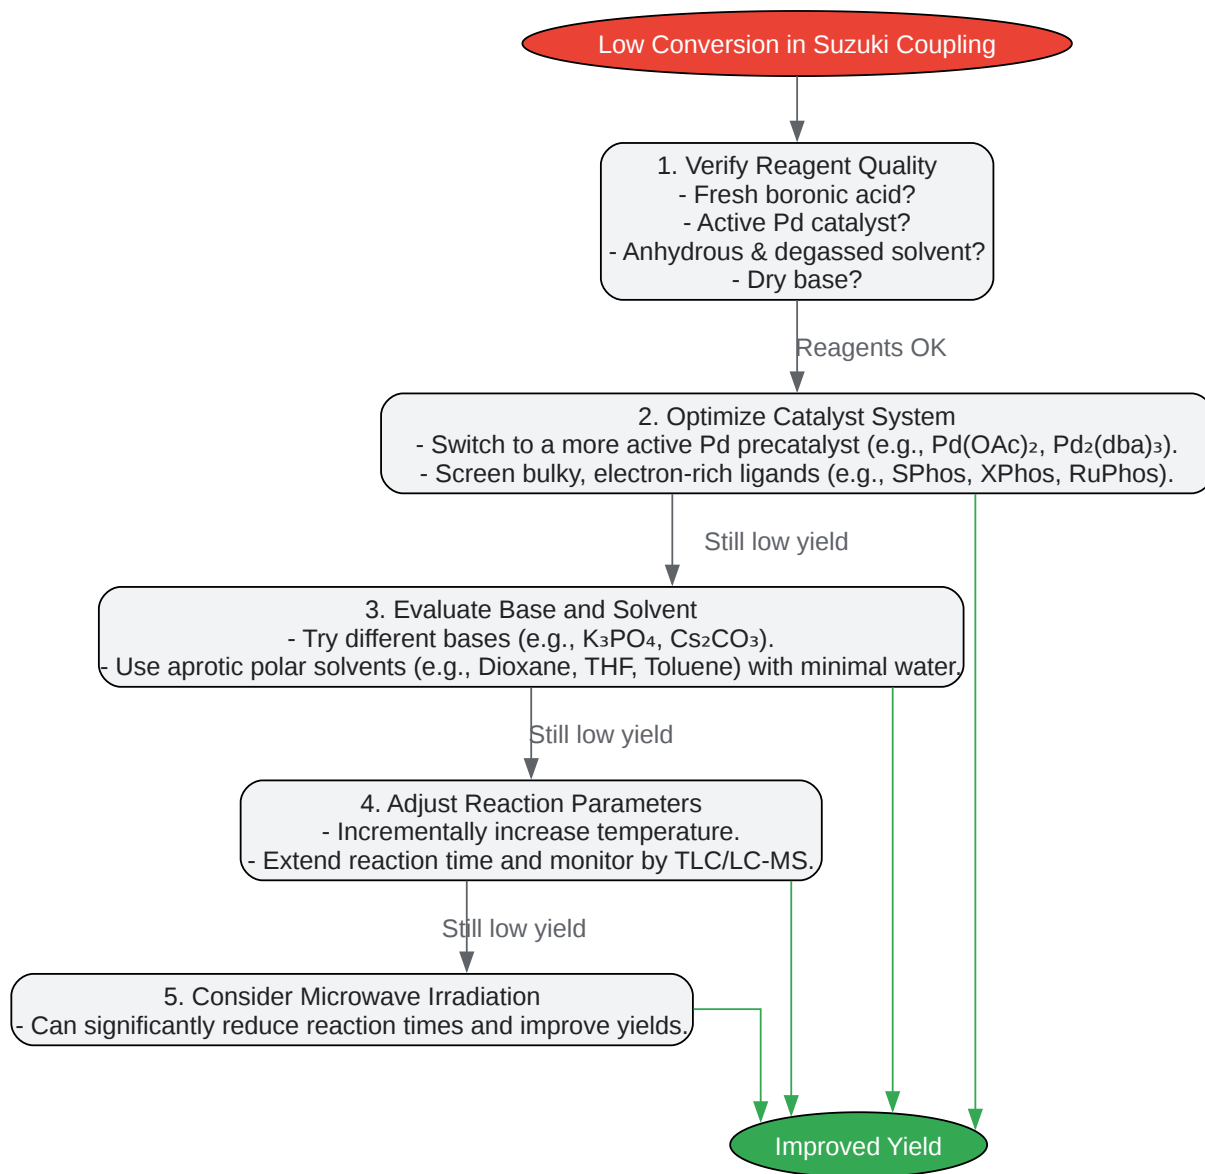 Low Conversion in Suzuki Coupling
1. Verify Reagent Quality
- Fresh boronic acid?
- Active Pd catalyst?
- Anhydrous & degassed solvent?
- Dry base?
Reagents OK
2. Optimize Catalyst System
- Switch to a more active Pd precatalyst (e.g., Pd(OAc)₂, Pd₂(dba)₃).
- Screen bulky, electron-rich ligands (e.g., SPhos, XPhos, RuPhos).
Still low yield
3. Evaluate Base and Solvent
- Try different bases (e.g., K₃PO₄, Cs₂CO₃).
- Use aprotic polar solvents (e.g., Dioxane, THF, Toluene) with minimal water.
Still low yield
4. Adjust Reaction Parameters
- Incrementally increase temperature.
- Extend reaction time and monitor by TLC/LC-MS.
Still low yield
5. Consider Microwave Irradiation
- Can significantly reduce reaction times and improve yields.
Improved Yield